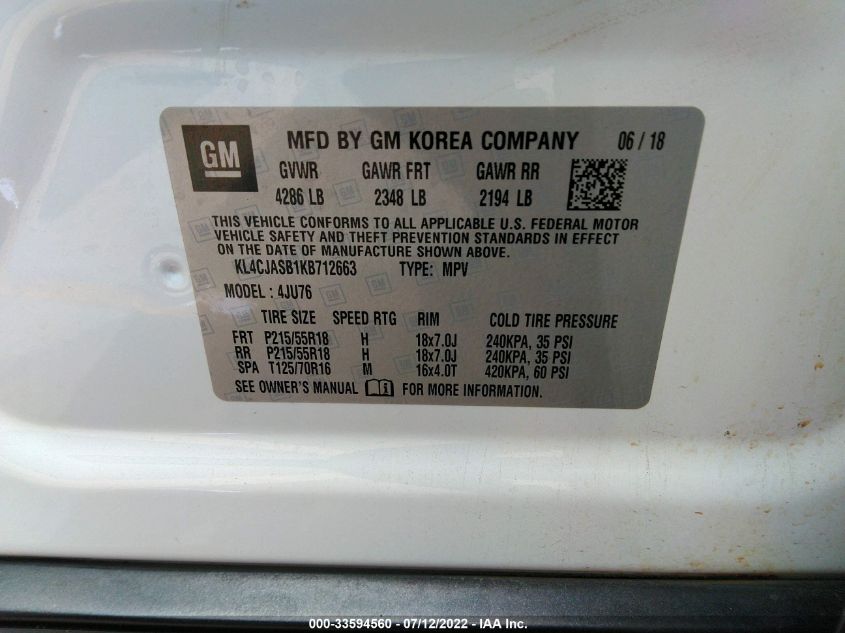 GM MFD BY GM KOREA COMPANY 06 / 18
GVWR GAWR FRT GAWR RR
4286 LB 2348 LB 2194 LB
THIS VEHICLE CONFORMS TO ALL APPLICABLE U.S. FEDERAL MOTOR
VEHICLE SAFETY AND THEFT PREVENTION STANDARDS IN EFFECT
ON THE DATE OF MANUFACTURE SHOWN ABOVE.
KL4CJASB1KB712663 TYPE: MPV
MODEL : 4JU76
TIRE SIZE SPEED RTG RIM COLD TIRE PRESSURE
FRT P215/55R18 H 18x7.0J 240KPA, 35 PSI
RR P215/55R18 H 18x7.0J 240KPA, 35 PSI
SPA T125/70R16 M 16x4.0T 420KPA, 60 PSI
SEE OWNER'S MANUAL FOR MORE INFORMATION.
000-33594560 - 07/12/2022 - IAA Inc.